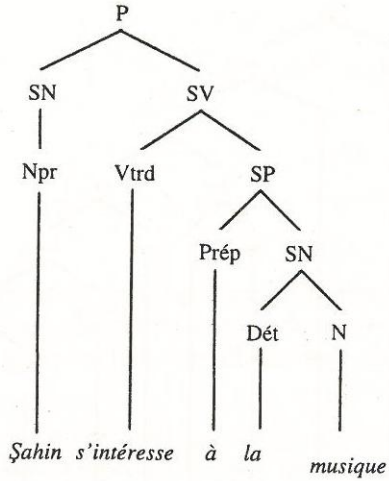 P
SN SV
Npr Vtrd SP
Prép SN
Dét N
Şahin s'intéresse à la musique